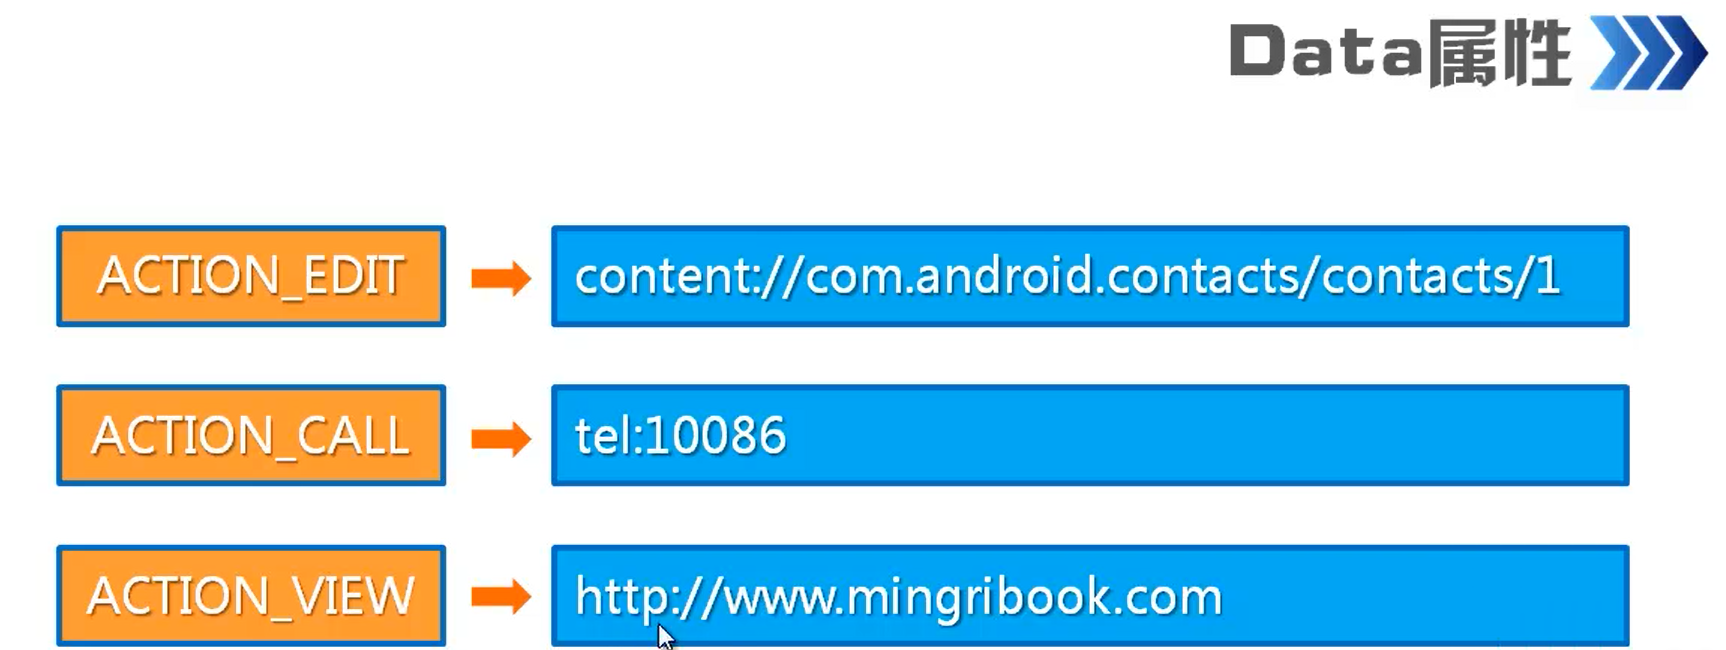 Data属性
ACTION_EDIT
content://com.android.contacts/contacts/1
ACTION_CALL
tel:10086
ACTION_VIEW
http://www.mingribook.com